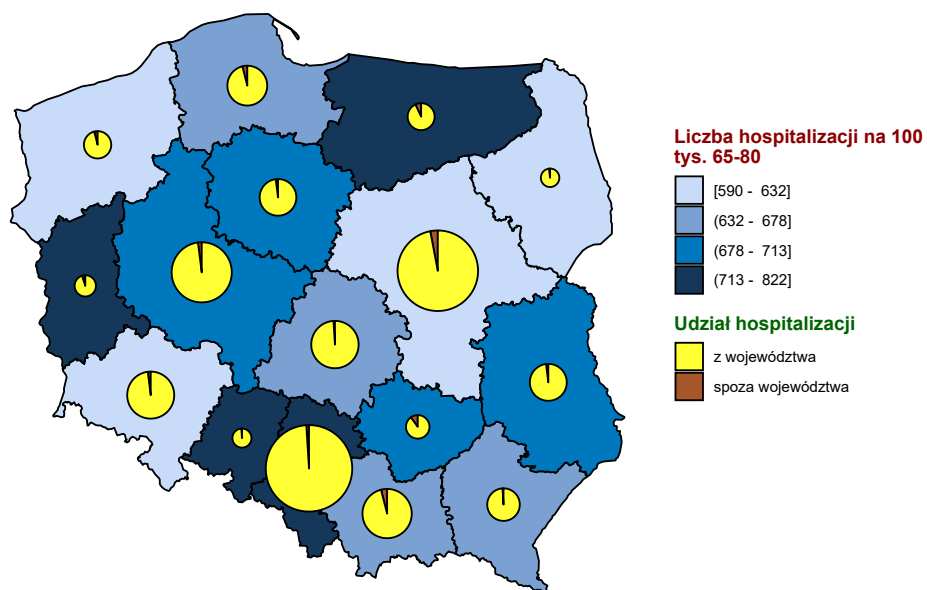 Liczba hospitalizacji na 100
tys. 65-80
[590 - 632]
(632 - 678]
(678 - 713]
(713 - 822]
Udział hospitalizacji
z województwa
spoza województwa